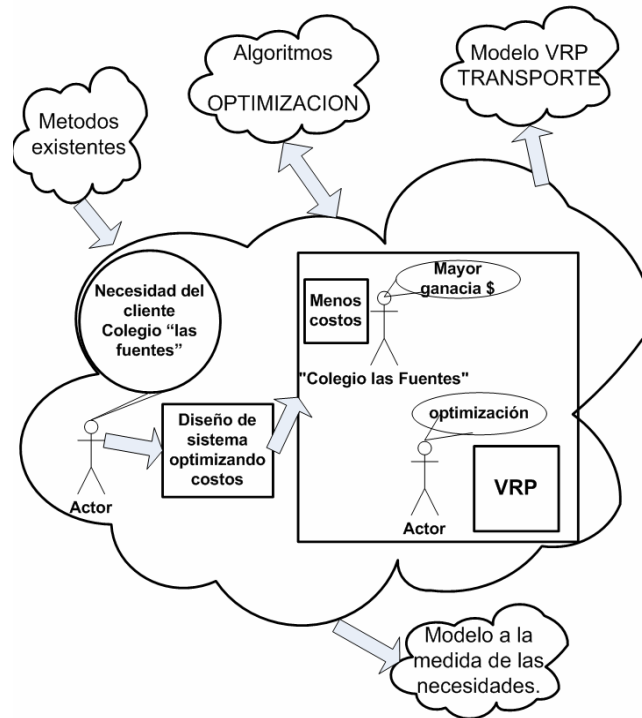 Algoritmos
OPTIMIZACION
Modelo VRP
TRANSPORTE
Metodos
existentes
Necesidad del
cliente
Colegio “las
fuentes”
Menos
costos
Mayor
ganacia $
"Colegio las Fuentes"
Diseño de
sistema
optimizando
costos
optimización
VRP
Actor
Actor
Modelo a la
medida de las
necesidades.